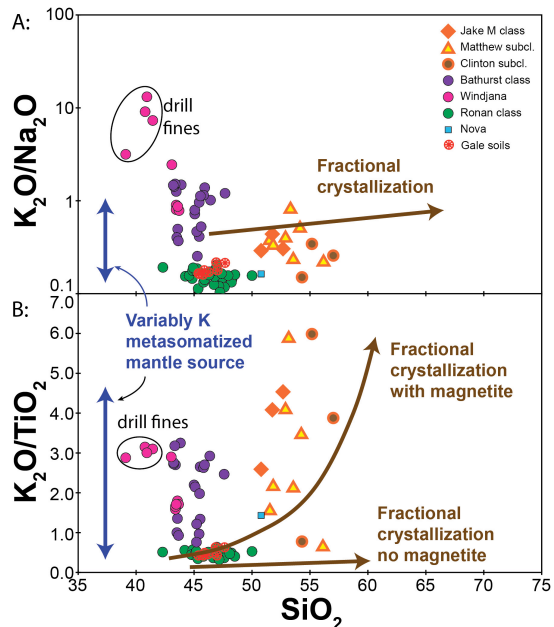 A:
100
10
1
0.1
K₂O/Na₂O
drill
fines
Fractional
crystallization
Jake M class
Matthew subcl.
Clinton subcl.
Bathurst class
Windjana
Ronan class
Nova
Gale soils
B:
7.0
6.0
5.0
4.0
3.0
2.0
1.0
0.0
K₂O/TiO₂
Variably K
metasomatized
mantle source
drill fines
Fractional
crystallization
with magnetite
Fractional
crystallization
no magnetite
35 40 45 50 55 60 65 70 75
SiO₂